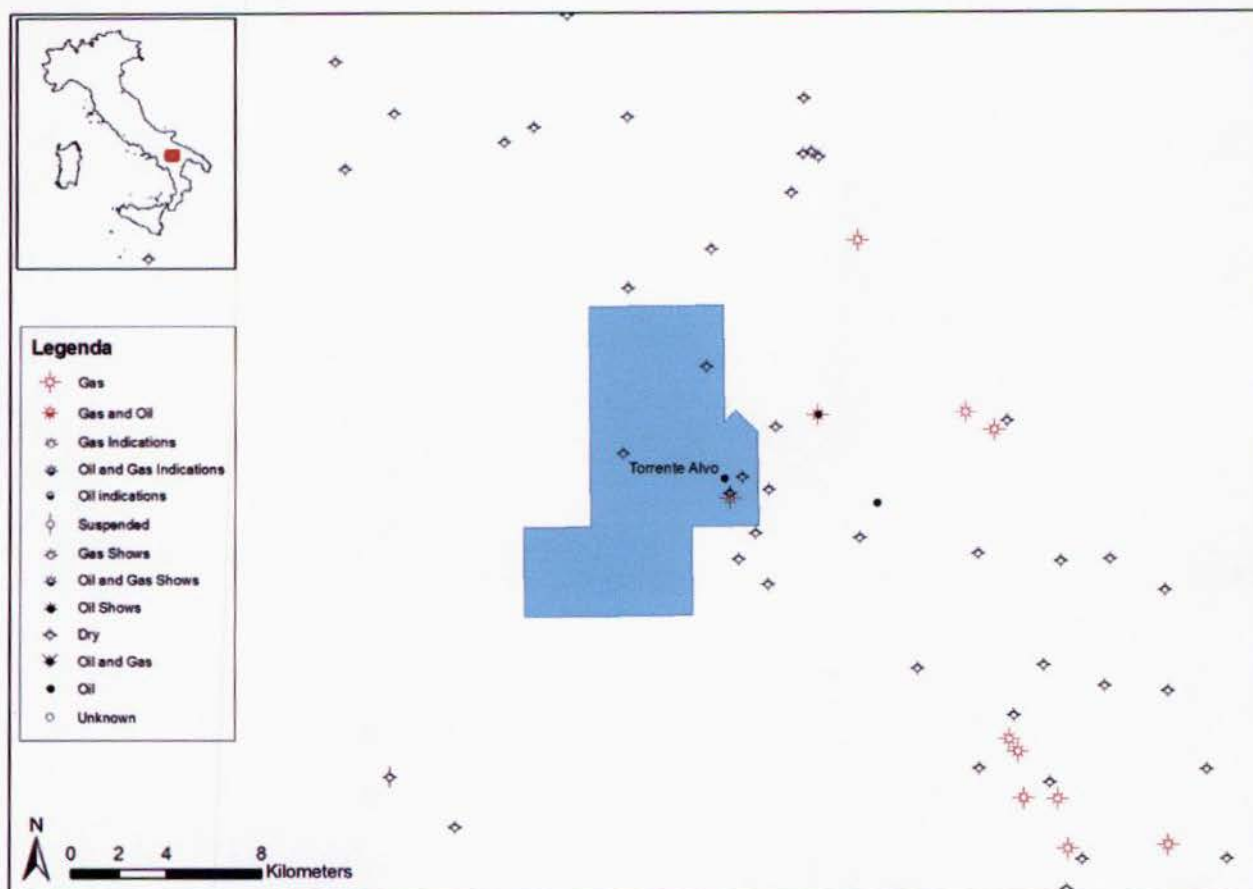 Legenda
Gas
Gas and Oil
Gas Indications
Oil and Gas Indications
Oil indications
Suspended
Gas Shows
Oil and Gas Shows
Oil Shows
Dry
Oil and Gas
Oil
Unknown
Torrente Alvo
N
0 2 4 8
Kilometers